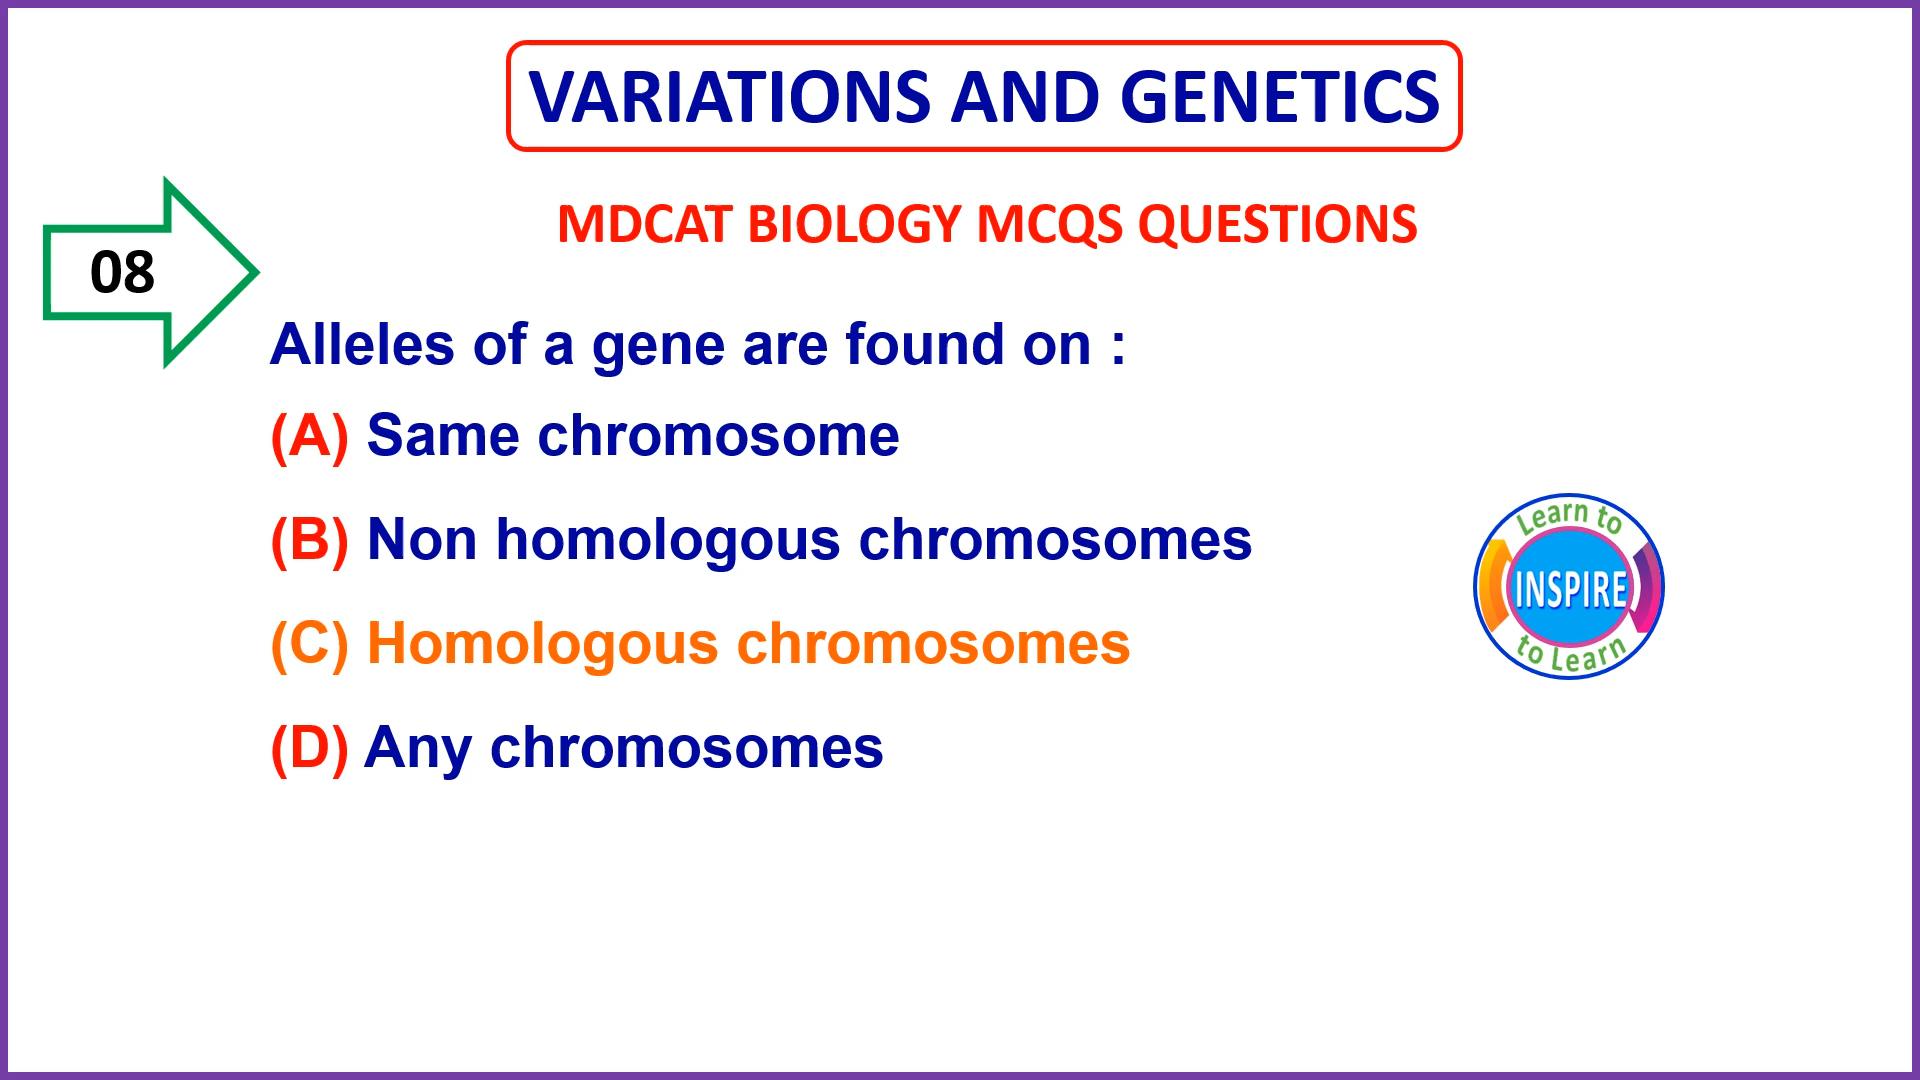 VARIATIONS AND GENETICS
MDCAT BIOLOGY MCQS QUESTIONS
08
Alleles of a gene are found on :
(A) Same chromosome
(B) Non homologous chromosomes
(C) Homologous chromosomes
(D) Any chromosomes
Learn to
INSPIRE
to Learn